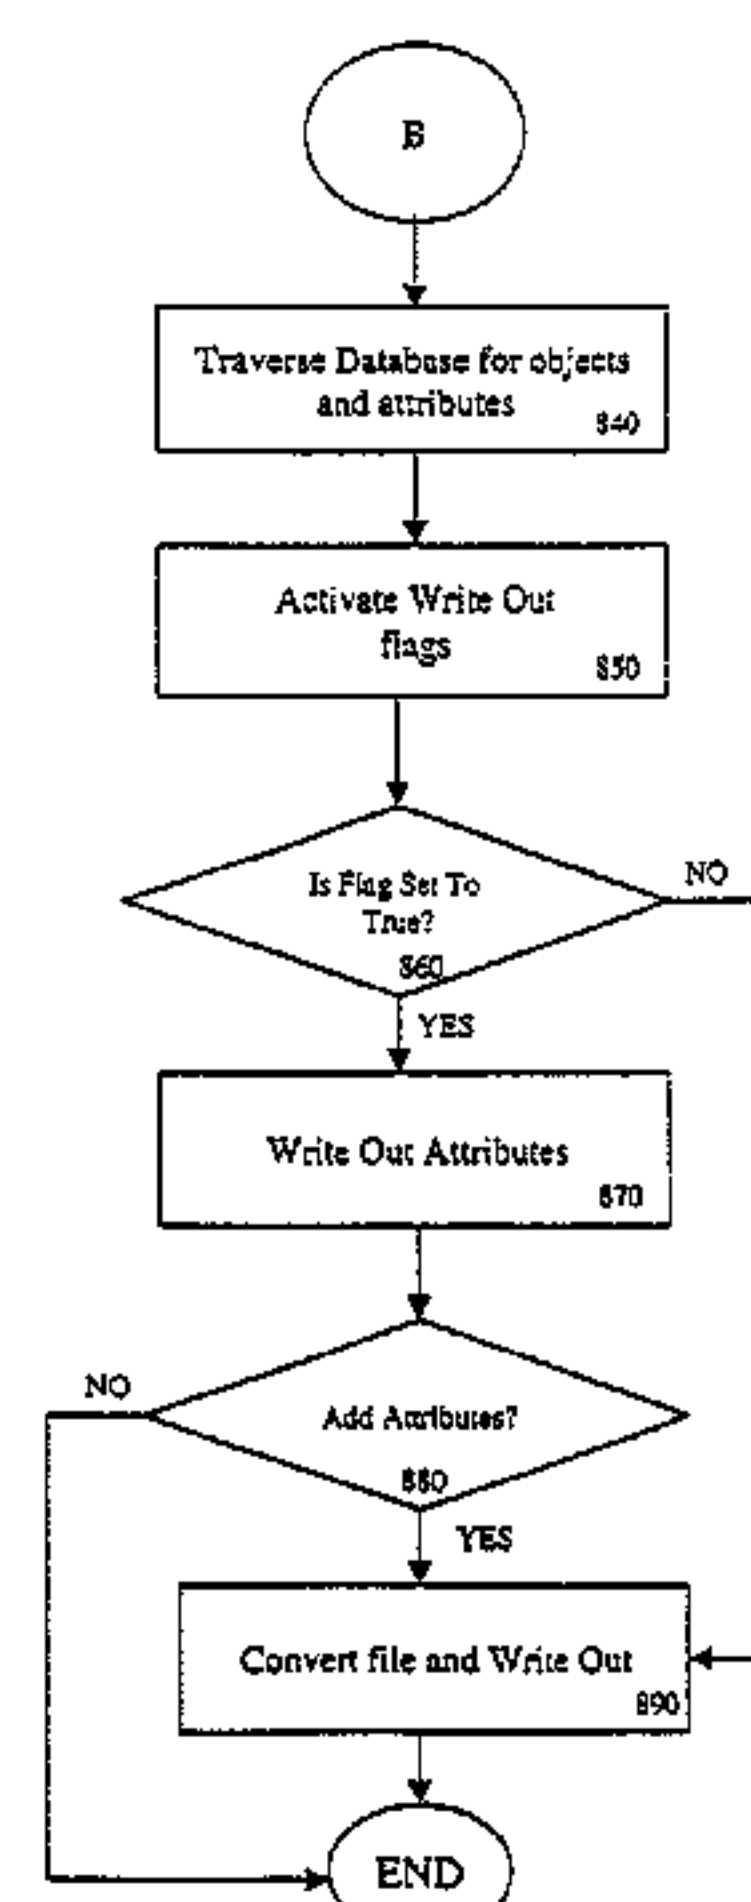 B
Traverse Database for objects
and attributes
840
Activate Write Out
flags
850
Is Flag Set To
True?
860
NO
YES
Write Out Attributes
870
NO
Add Attributes?
880
YES
Convert file and Write Out
890
END